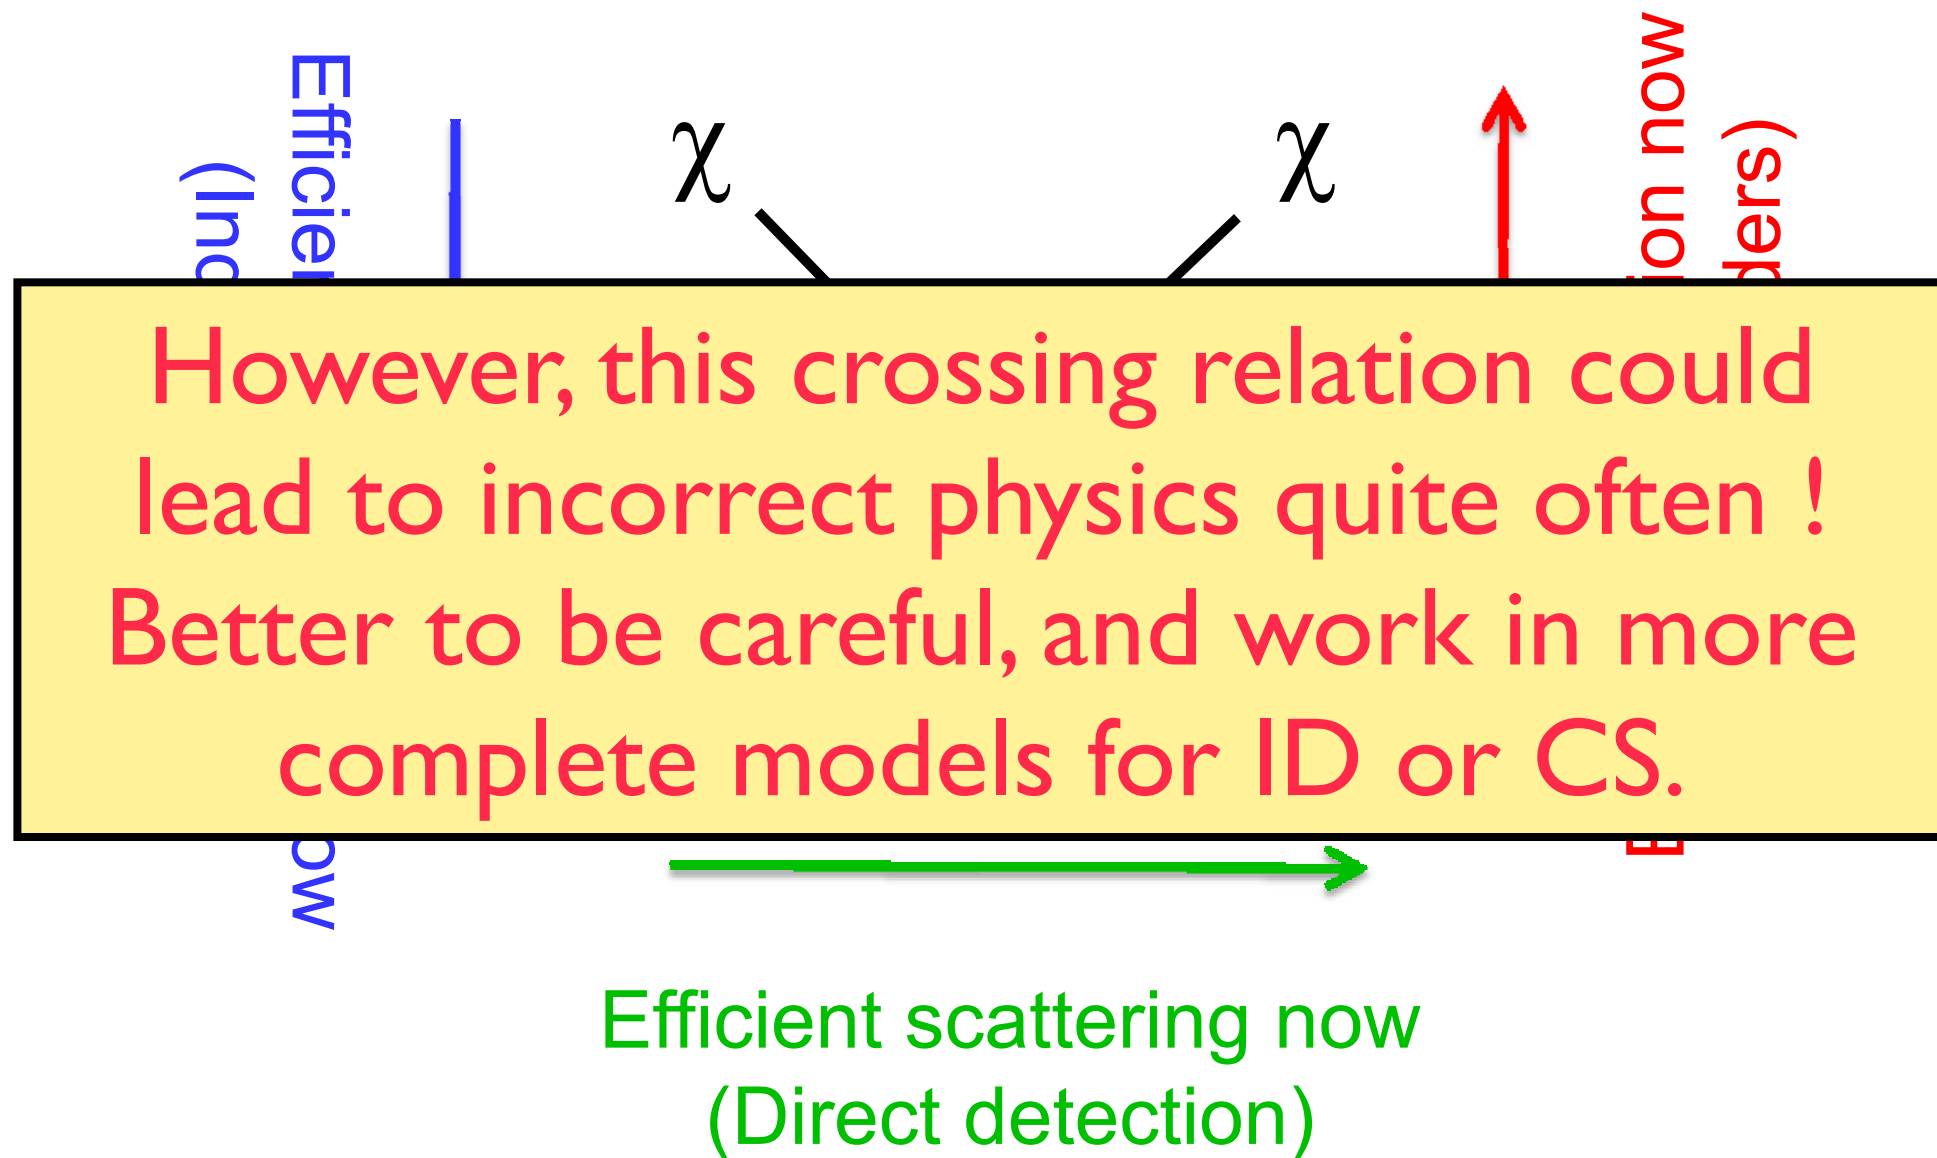 χ
χ
However, this crossing relation could
lead to incorrect physics quite often !
Better to be careful, and work in more
complete models for ID or CS.
Efficient scattering now
(Direct detection)
now